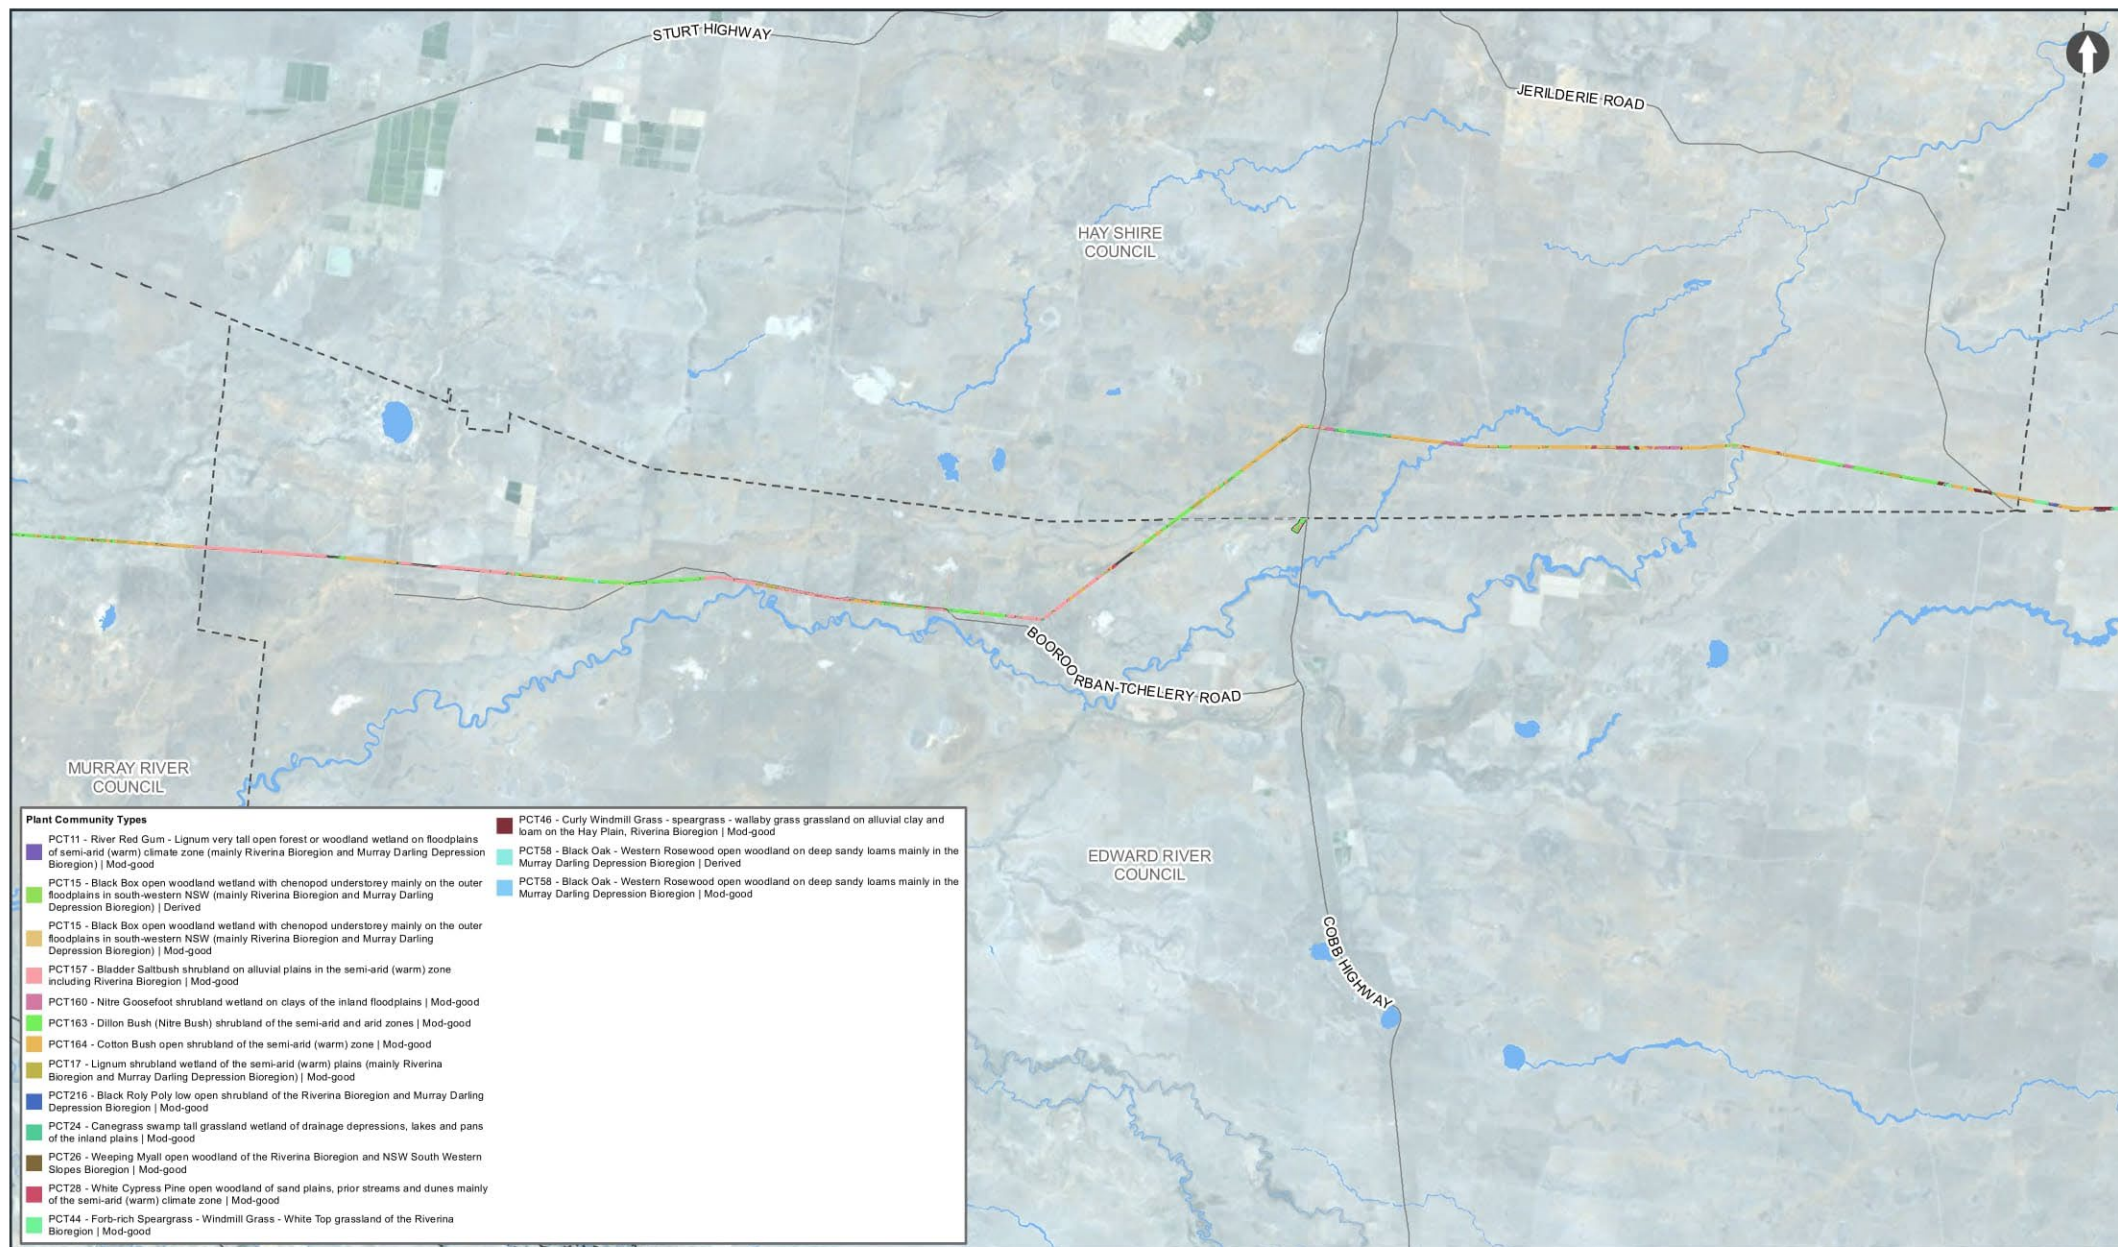 STURT HIGHWAY
JERILDERIE ROAD
HAY SHIRE
COUNCIL
BOOROORBAN-TCHELERY ROAD
MURRAY RIVER
COUNCIL
EDWARD RIVER
COUNCIL
COBB HIGHWAY
Plant Community Types
PCT11 - River Red Gum - Lignum very tall open forest or woodland wetland on floodplains
of semi-arid (warm) climate zone (mainly Riverina Bioregion and Murray Darling Depression
Bioregion) | Mod-good
PCT15 - Black Box open woodland wetland with chenopod understorey mainly on the outer
floodplains in south-western NSW (mainly Riverina Bioregion and Murray Darling
Depression Bioregion) | Derived
PCT15 - Black Box open woodland wetland with chenopod understorey mainly on the outer
floodplains in south-western NSW (mainly Riverina Bioregion and Murray Darling
Depression Bioregion) | Mod-good
PCT157 - Bladder Saltbush shrubland on alluvial plains in the semi-arid (warm) zone
including Riverina Bioregion | Mod-good
PCT160 - Nitre Goosefoot shrubland wetland on clays of the inland floodplains | Mod-good
PCT163 - Dillon Bush (Nitre Bush) shrubland of the semi-arid and arid zones | Mod-good
PCT164 - Cotton Bush open shrubland of the semi-arid (warm) zone | Mod-good
PCT17 - Lignum shrubland wetland of the semi-arid (warm) plains (mainly Riverina
Bioregion and Murray Darling Depression Bioregion) | Mod-good
PCT216 - Black Roly Poly low open shrubland of the Riverina Bioregion and Murray Darling
Depression Bioregion | Mod-good
PCT24 - Canegrass swamp tall grassland wetland of drainage depressions, lakes and pans
of the inland plains | Mod-good
PCT26 - Weeping Myall open woodland of the Riverina Bioregion and NSW South Western
Slopes Bioregion | Mod-good
PCT28 - White Cypress Pine open woodland of sand plains, prior streams and dunes mainly
of the semi-arid (warm) climate zone | Mod-good
PCT44 - Forb-rich Speargrass - Windmill Grass - White Top grassland of the Riverina
Bioregion | Mod-good
PCT46 - Curly Windmill Grass - speargrass - wallaby grass grassland on alluvial clay and
loam on the Hay Plain, Riverina Bioregion | Mod-good
PCT58 - Black Oak - Western Rosewood open woodland on deep sandy loams mainly in the
Murray Darling Depression Bioregion | Derived
PCT58 - Black Oak - Western Rosewood open woodland on deep sandy loams mainly in the
Murray Darling Depression Bioregion | Mod-good